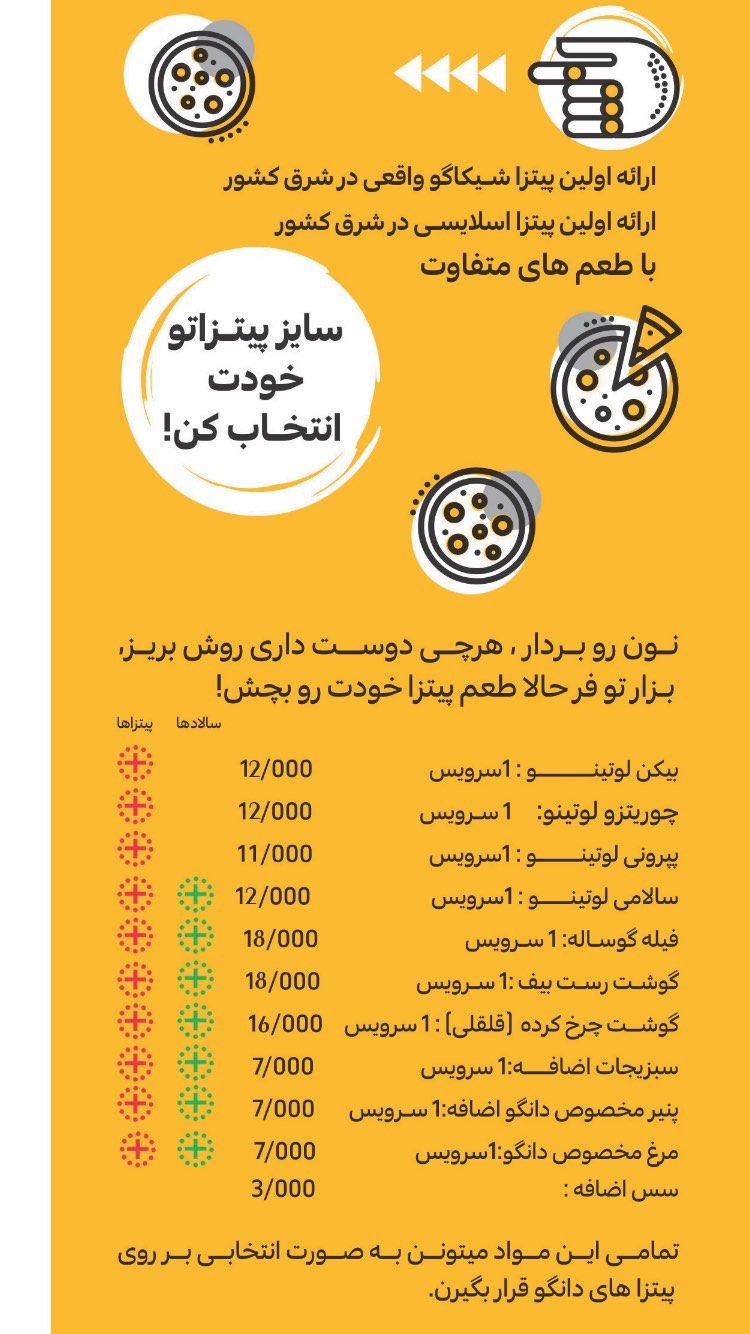 ارائه اولین پیتزا شیکاگو واقعی در شرق کشور
ارائه اولین پیتزا اسلایسی در شرق کشور
با طعم های متفاوت
سایز پیتزاتو
خودت
انتخاب کن!
نون رو بردار ، هرچی دوست داری روش بریز،
بزار تو فر حالا طعم پیتزا خودت رو بچش!
سالادها پیتزاها
بیکن لوتینو : 1سرویس 12/000
چوریتزو لوتینو: 1 سرویس 12/000
پپرونی لوتینو : 1سرویس 11/000
سالامی لوتینو : 1سرویس 12/000
فیله گوساله: 1 سرویس 18/000
گوشت رست بیف :1 سرویس 18/000
گوشت چرخ کرده (قلقلی) : 1 سرویس 16/000
سبزیجات اضافه:1 سرویس 7/000
پنیر مخصوص دانگو اضافه:1 سرویس 7/000
مرغ مخصوص دانگو:1سرویس 7/000
سس اضافه : 3/000
تمامی این مواد میتونن به صورت انتخابی بر روی
پیتزا های دانگو قرار بگیرن.